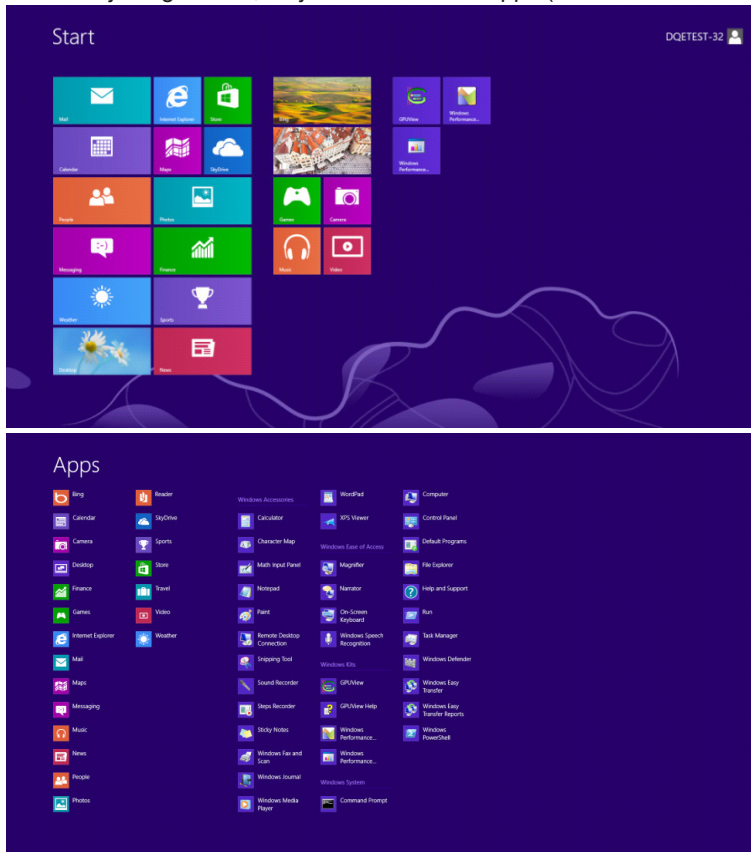 Start
DQETEST-32
Mail
Internet Explorer
Store
Bing
GPUView
Windows Performance...
Calendar
Maps
SkyDrive
Windows Performance...
People
Photos
Games
Camera
Messaging
Finance
Music
Video
Weather
Sports
Desktop
News
Apps
Bing
Calendar
Camera
Desktop
Finance
Games
Internet Explorer
Mail
Maps
Messaging
Music
News
People
Photos
Reader
SkyDrive
Sports
Store
Travel
Video
Weather
Windows Accessories
Calculator
Character Map
Math Input Panel
Notepad
Paint
Remote Desktop
Connection
Snipping Tool
Sound Recorder
Steps Recorder
Sticky Notes
Windows Fax and
Scan
Windows Journal
Windows Media
Player
WordPad
XPS Viewer
Windows Ease of Access
Magnifier
Narrator
On-Screen
Keyboard
Windows Speech
Recognition
Windows Kits
GPUView
GPUView Help
Windows
Performance...
Windows
Performance...
Windows System
Command Prompt
Computer
Control Panel
Default Programs
File Explorer
Help and Support
Run
Task Manager
Windows Defender
Windows Easy
Transfer
Windows Easy
Transfer Reports
Windows
PowerShell